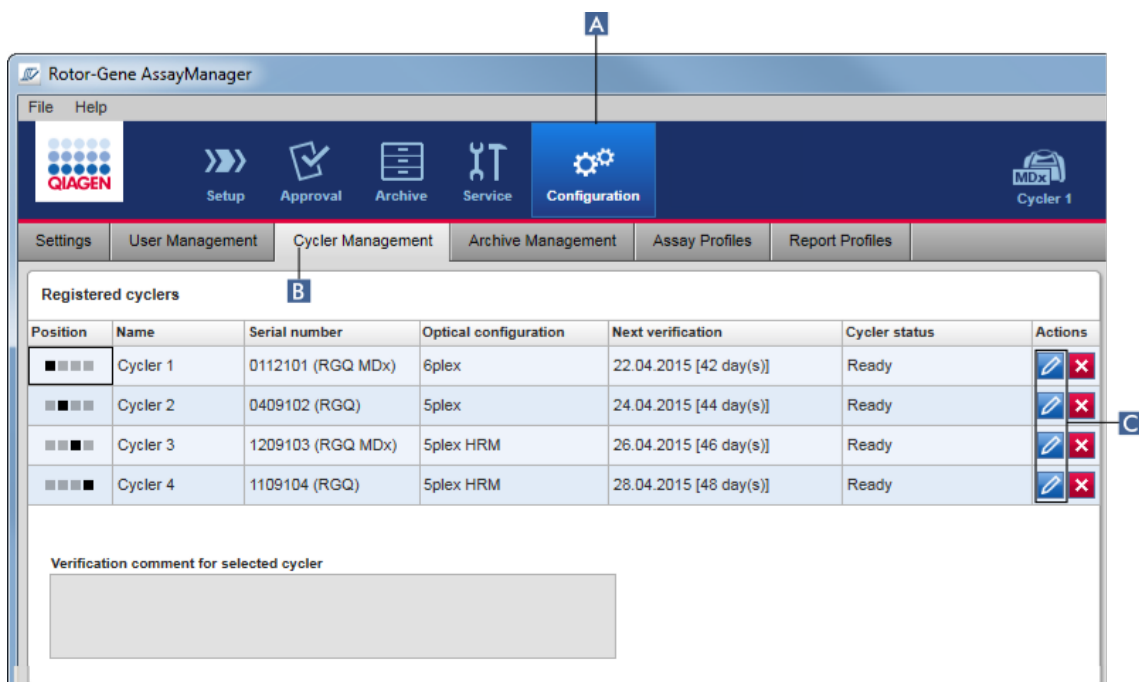 A
Rotor-Gene AssayManager
File Help
QIAGEN
Setup Approval Archive Service Configuration
MDx
Cycler 1
Settings User Management Cycler Management Archive Management Assay Profiles Report Profiles
B
Registered cyclers
Position Name Serial number Optical configuration Next verification Cycler status Actions
Cycler 1 0112101 (RGQ MDx) 6plex 22.04.2015 [42 day(s)] Ready
Cycler 2 0409102 (RGQ) 5plex 24.04.2015 [44 day(s)] Ready
C
Cycler 3 1209103 (RGQ MDx) 5plex HRM 26.04.2015 [46 day(s)] Ready
Cycler 4 1109104 (RGQ) 5plex HRM 28.04.2015 [48 day(s)] Ready
Verification comment for selected cycler